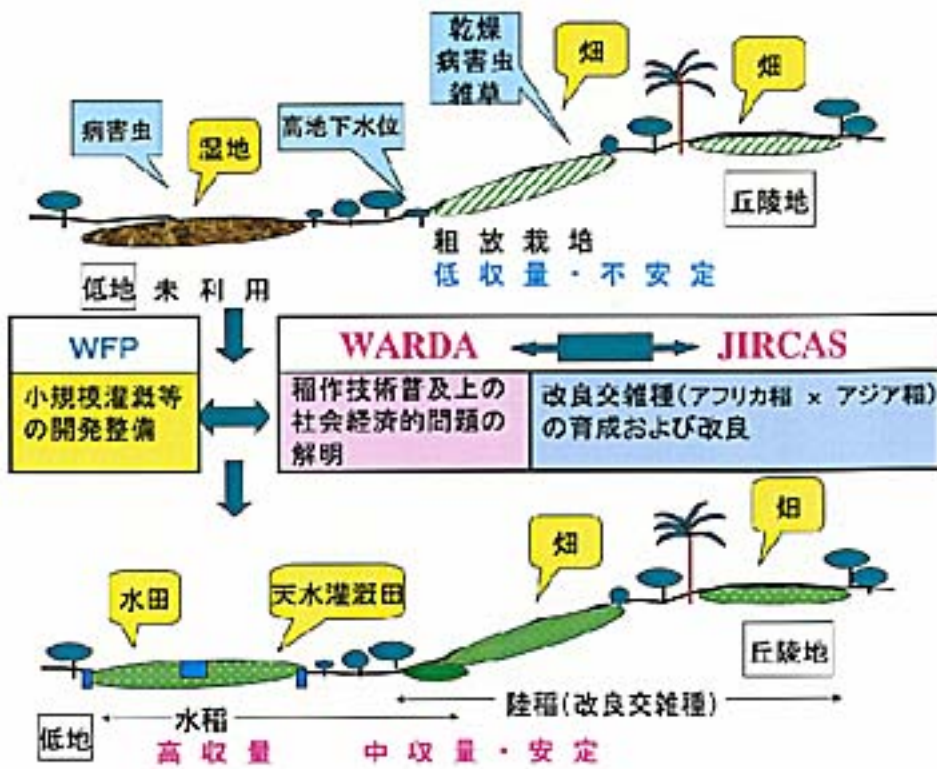 乾燥
病害虫
雑草
畑
畑
病害虫
湿地
高地下水位
丘陵地
粗放栽培
低収量・不安定
低地 未利用
WFP
WARDA
JIRCAS
小規模灌漑等
の開発整備
稲作技術普及上の
社会経済的問題の
解明
改良交雑種(アフリカ稲 × アジア稲)
の育成および改良
畑
畑
水田
天水灌漑田
丘陵地
陸稲(改良交雑種)
水稲
低地
高収量
中収量・安定